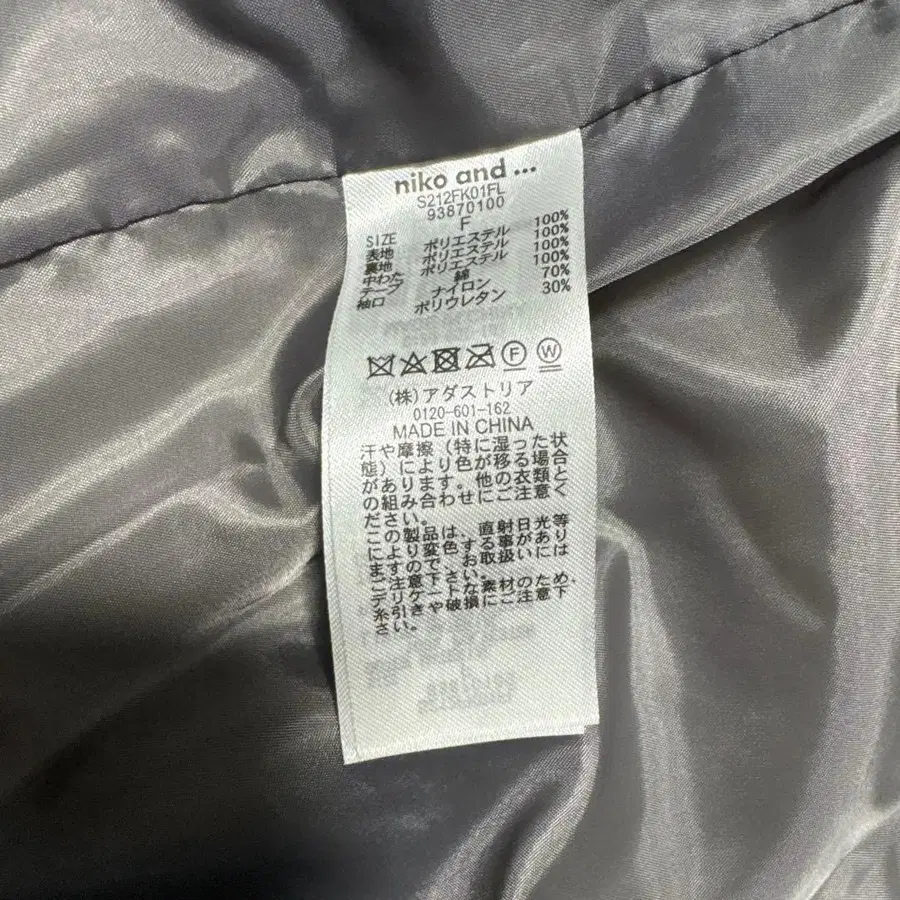 niko and ...
S212FK01FL
93870100
SIZE F
表地 ポリエステル 100%
裏地 ポリエステル 100%
中わた ポリエステル 100%
テープ 綿 100%
袖口 ナイロン 70%
ポリウレタン 30%
F W
(株)アダストリア
0120-601-162
MADE IN CHINA
汗や摩擦(特に湿った状
態)により色が移る場合
があります。他の衣類と
の組み合わせにご注意く
ださい。
この製品は、直射日光等
により変色する事があり
ますので、お取扱いには
ご注意下さい。
デリケートな素材のため、
糸引きや破損にご注意下
さい。